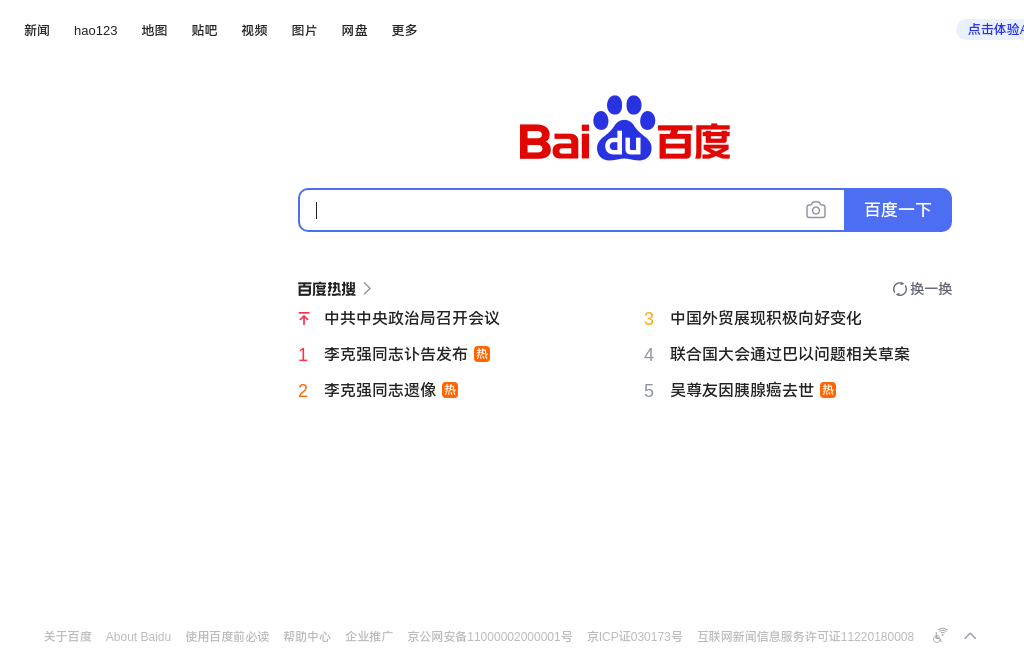 新闻 hao123 地图 贴吧 视频 图片 网盘 更多 点击体验A
Bai du 百度
百度一下
百度热搜 换一换
中共中央政治局召开会议
1 李克强同志讣告发布 热
2 李克强同志遗像 热
3 中国外贸展现积极向好变化
4 联合国大会通过巴以问题相关草案
5 吴尊友因胰腺癌去世 热
关于百度 About Baidu 使用百度前必读 帮助中心 企业推广 京公网安备11000002000001号 京ICP证030173号 互联网新闻信息服务许可证11220180008